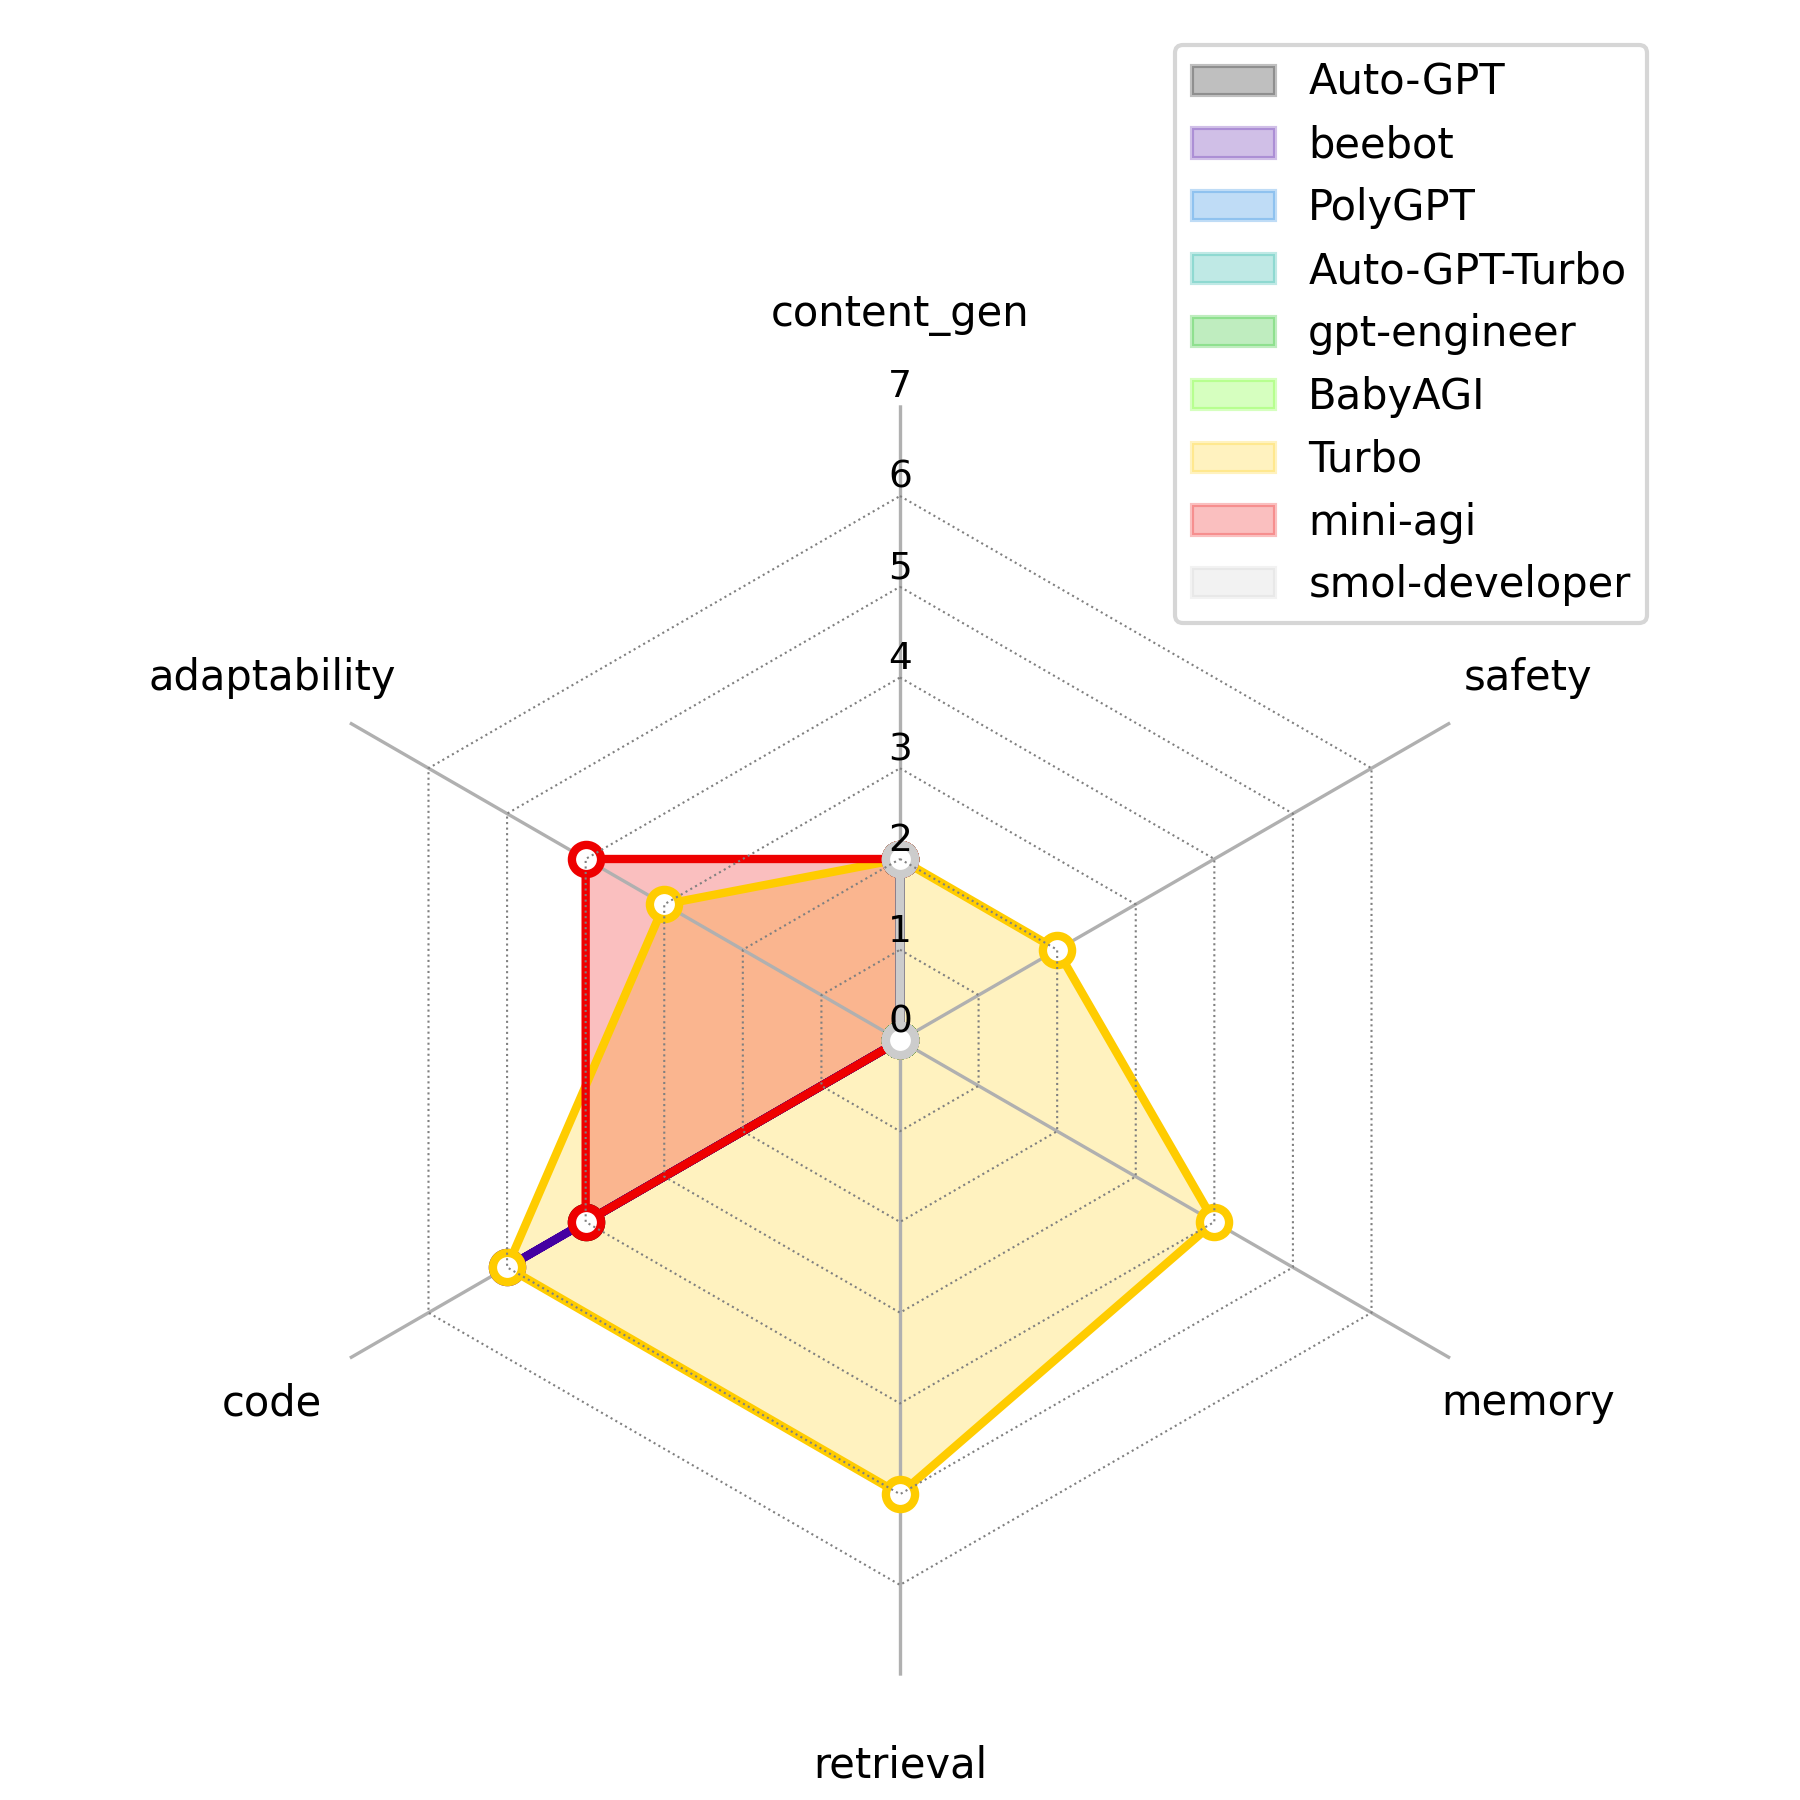 Auto-GPT
beebot
PolyGPT
Auto-GPT-Turbo
gpt-engineer
BabyAGI
Turbo
mini-agi
smol-developer
content_gen
7
6
5
4
3
2
1
0
adaptability
safety
code
memory
retrieval